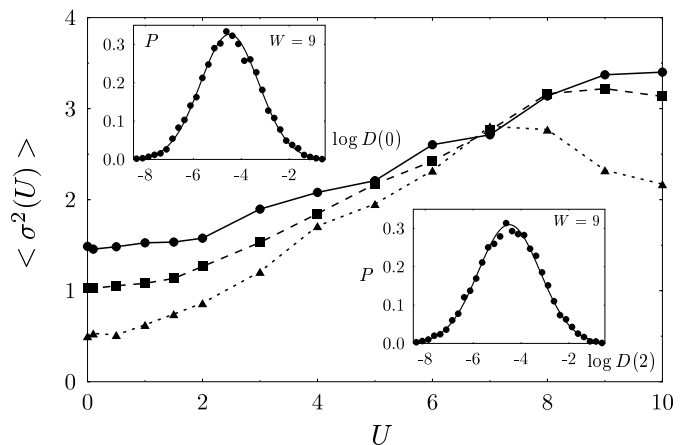 4
3
2
1
0
< σ²(U) >
0 2 4 6 8 10
U
P
W = 9
0.3
0.2
0.1
0.0
-8 -6 -4 -2
log D(0)
W = 9
P
0.3
0.2
0.1
0.0
-8 -6 -4 -2
log D(2)